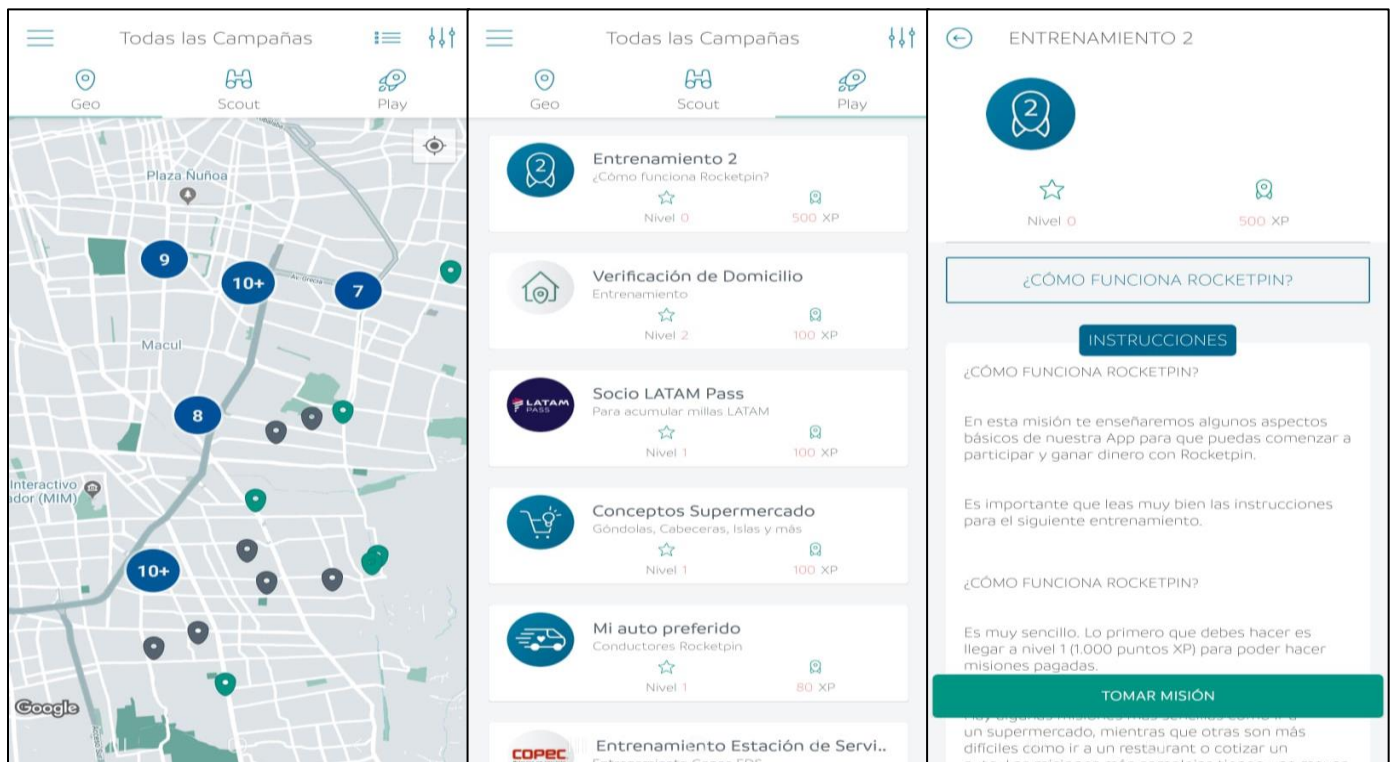 Todas las Campañas
Geo
Scout
Play
Plaza Ñuñoa
9
10+
Av. Grecia
7
Macul
8
Interactivo
ador (MIM)
10+
Google
Todas las Campañas
Geo
Scout
Play
2
Entrenamiento 2
¿Cómo funciona Rocketpin?
Nivel 0
500 XP
Verificación de Domicilio
Entrenamiento
Nivel 2
100 XP
LATAM
PASS
Socio LATAM Pass
Para acumular millas LATAM
Nivel 1
100 XP
Conceptos Supermercado
Góndolas, Cabeceras, Islas y más
Nivel 1
100 XP
Mi auto preferido
Conductores Rocketpin
Nivel 1
80 XP
COPEC
Entrenamiento Estación de Servi..
ENTRENAMIENTO 2
2
Nivel 0
500 XP
¿CÓMO FUNCIONA ROCKETPIN?
INSTRUCCIONES
¿CÓMO FUNCIONA ROCKETPIN?
En esta misión te enseñaremos algunos aspectos
básicos de nuestra App para que puedas comenzar a
participar y ganar dinero con Rocketpin.
Es importante que leas muy bien las instrucciones
para el siguiente entrenamiento.
¿CÓMO FUNCIONA ROCKETPIN?
Es muy sencillo. Lo primero que debes hacer es
llegar a nivel 1 (1.000 puntos XP) para poder hacer
misiones pagadas.
TOMAR MISIÓN
un supermercado, mientras que otras son más
difíciles como ir a un restaurant o cotizar un